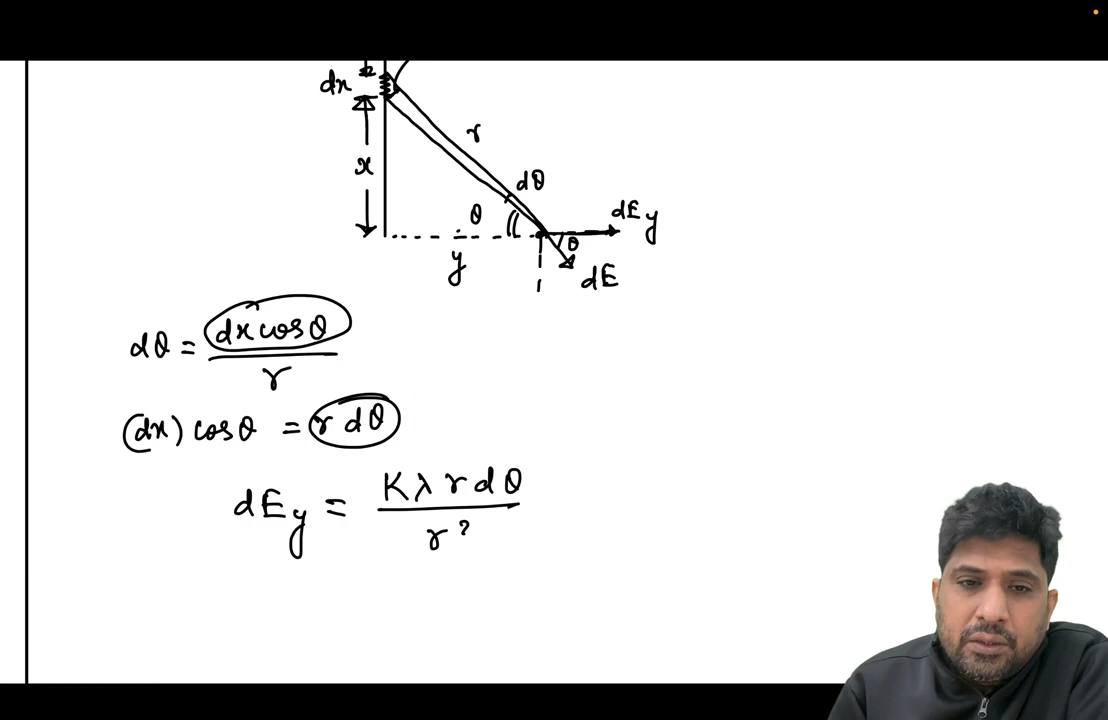 dx
r
x
dθ
θ
dEy
θ
y
dE
dθ = dx cosθ / r
(dx) cosθ = r dθ
dEy = Kλ r dθ / r²